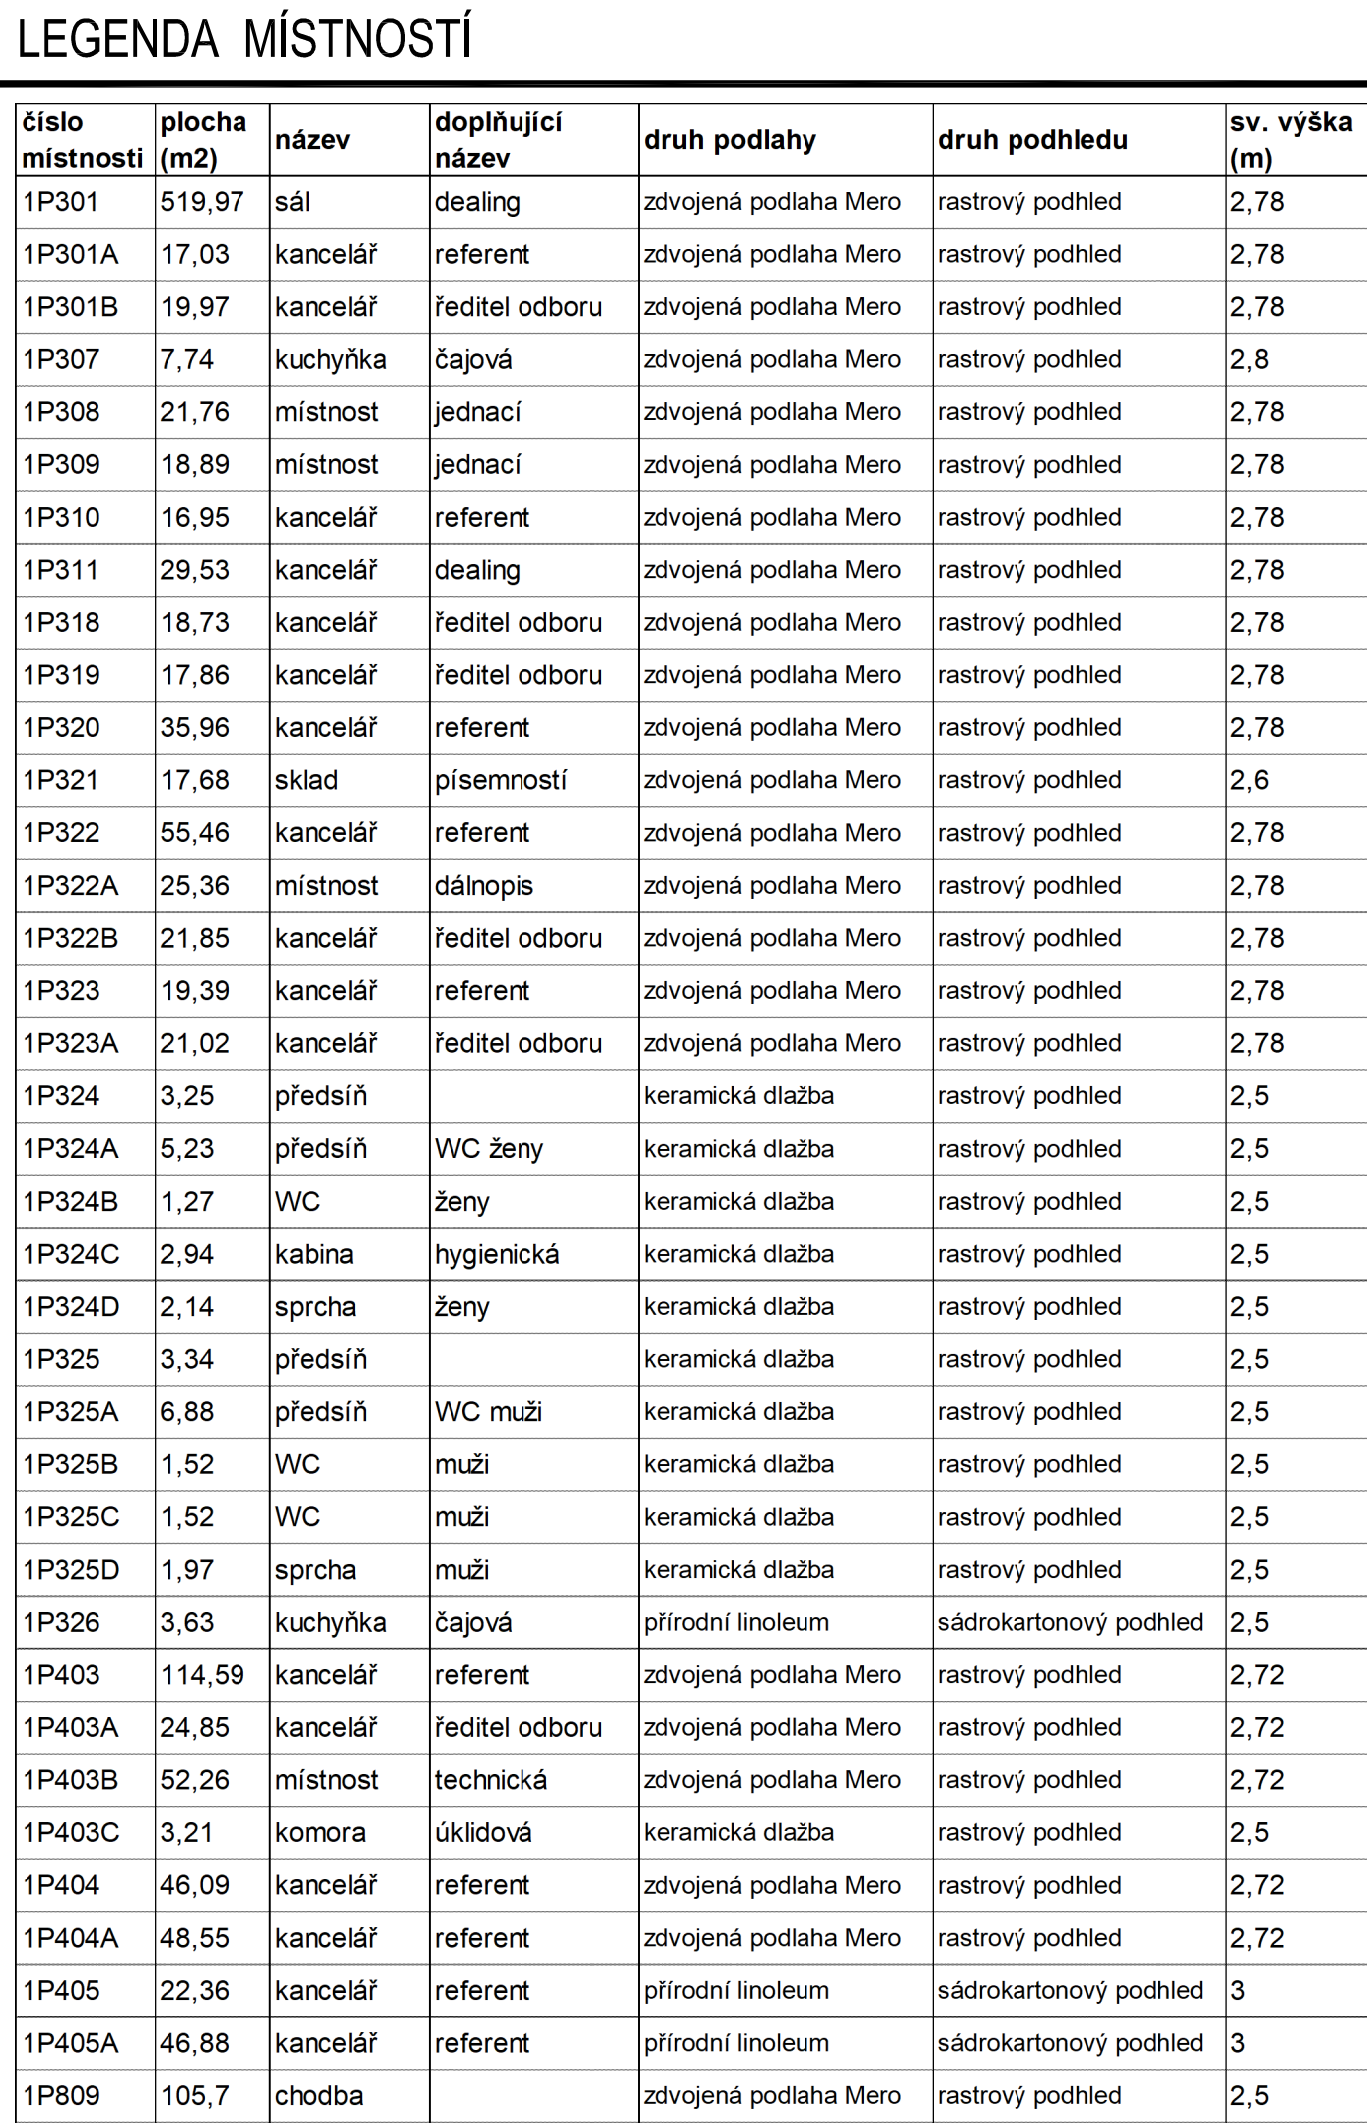 LEGENDA MÍSTNOSTÍ
číslo místnosti plocha (m2) název doplňující název druh podlahy druh podhledu sv. výška (m)
1P301 519,97 sál dealing zdvojená podlaha Mero rastrový podhled 2,78
1P301A 17,03 kancelář referent zdvojená podlaha Mero rastrový podhled 2,78
1P301B 19,97 kancelář ředitel odboru zdvojená podlaha Mero rastrový podhled 2,78
1P307 7,74 kuchyňka čajová zdvojená podlaha Mero rastrový podhled 2,8
1P308 21,76 místnost jednací zdvojená podlaha Mero rastrový podhled 2,78
1P309 18,89 místnost jednací zdvojená podlaha Mero rastrový podhled 2,78
1P310 16,95 kancelář referent zdvojená podlaha Mero rastrový podhled 2,78
1P311 29,53 kancelář dealing zdvojená podlaha Mero rastrový podhled 2,78
1P318 18,73 kancelář ředitel odboru zdvojená podlaha Mero rastrový podhled 2,78
1P319 17,86 kancelář ředitel odboru zdvojená podlaha Mero rastrový podhled 2,78
1P320 35,96 kancelář referent zdvojená podlaha Mero rastrový podhled 2,78
1P321 17,68 sklad písemností zdvojená podlaha Mero rastrový podhled 2,6
1P322 55,46 kancelář referent zdvojená podlaha Mero rastrový podhled 2,78
1P322A 25,36 místnost dálnopis zdvojená podlaha Mero rastrový podhled 2,78
1P322B 21,85 kancelář ředitel odboru zdvojená podlaha Mero rastrový podhled 2,78
1P323 19,39 kancelář referent zdvojená podlaha Mero rastrový podhled 2,78
1P323A 21,02 kancelář ředitel odboru zdvojená podlaha Mero rastrový podhled 2,78
1P324 3,25 předsíň keramická dlažba rastrový podhled 2,5
1P324A 5,23 předsíň WC ženy keramická dlažba rastrový podhled 2,5
1P324B 1,27 WC ženy keramická dlažba rastrový podhled 2,5
1P324C 2,94 kabina hygienická keramická dlažba rastrový podhled 2,5
1P324D 2,14 sprcha ženy keramická dlažba rastrový podhled 2,5
1P325 3,34 předsíň keramická dlažba rastrový podhled 2,5
1P325A 6,88 předsíň WC muži keramická dlažba rastrový podhled 2,5
1P325B 1,52 WC muži keramická dlažba rastrový podhled 2,5
1P325C 1,52 WC muži keramická dlažba rastrový podhled 2,5
1P325D 1,97 sprcha muži keramická dlažba rastrový podhled 2,5
1P326 3,63 kuchyňka čajová přírodní linoleum sádrokartonový podhled 2,5
1P403 114,59 kancelář referent zdvojená podlaha Mero rastrový podhled 2,72
1P403A 24,85 kancelář ředitel odboru zdvojená podlaha Mero rastrový podhled 2,72
1P403B 52,26 místnost technická zdvojená podlaha Mero rastrový podhled 2,72
1P403C 3,21 komora úklidová keramická dlažba rastrový podhled 2,5
1P404 46,09 kancelář referent zdvojená podlaha Mero rastrový podhled 2,72
1P404A 48,55 kancelář referent zdvojená podlaha Mero rastrový podhled 2,72
1P405 22,36 kancelář referent přírodní linoleum sádrokartonový podhled 3
1P405A 46,88 kancelář referent přírodní linoleum sádrokartonový podhled 3
1P809 105,7 chodba zdvojená podlaha Mero rastrový podhled 2,5